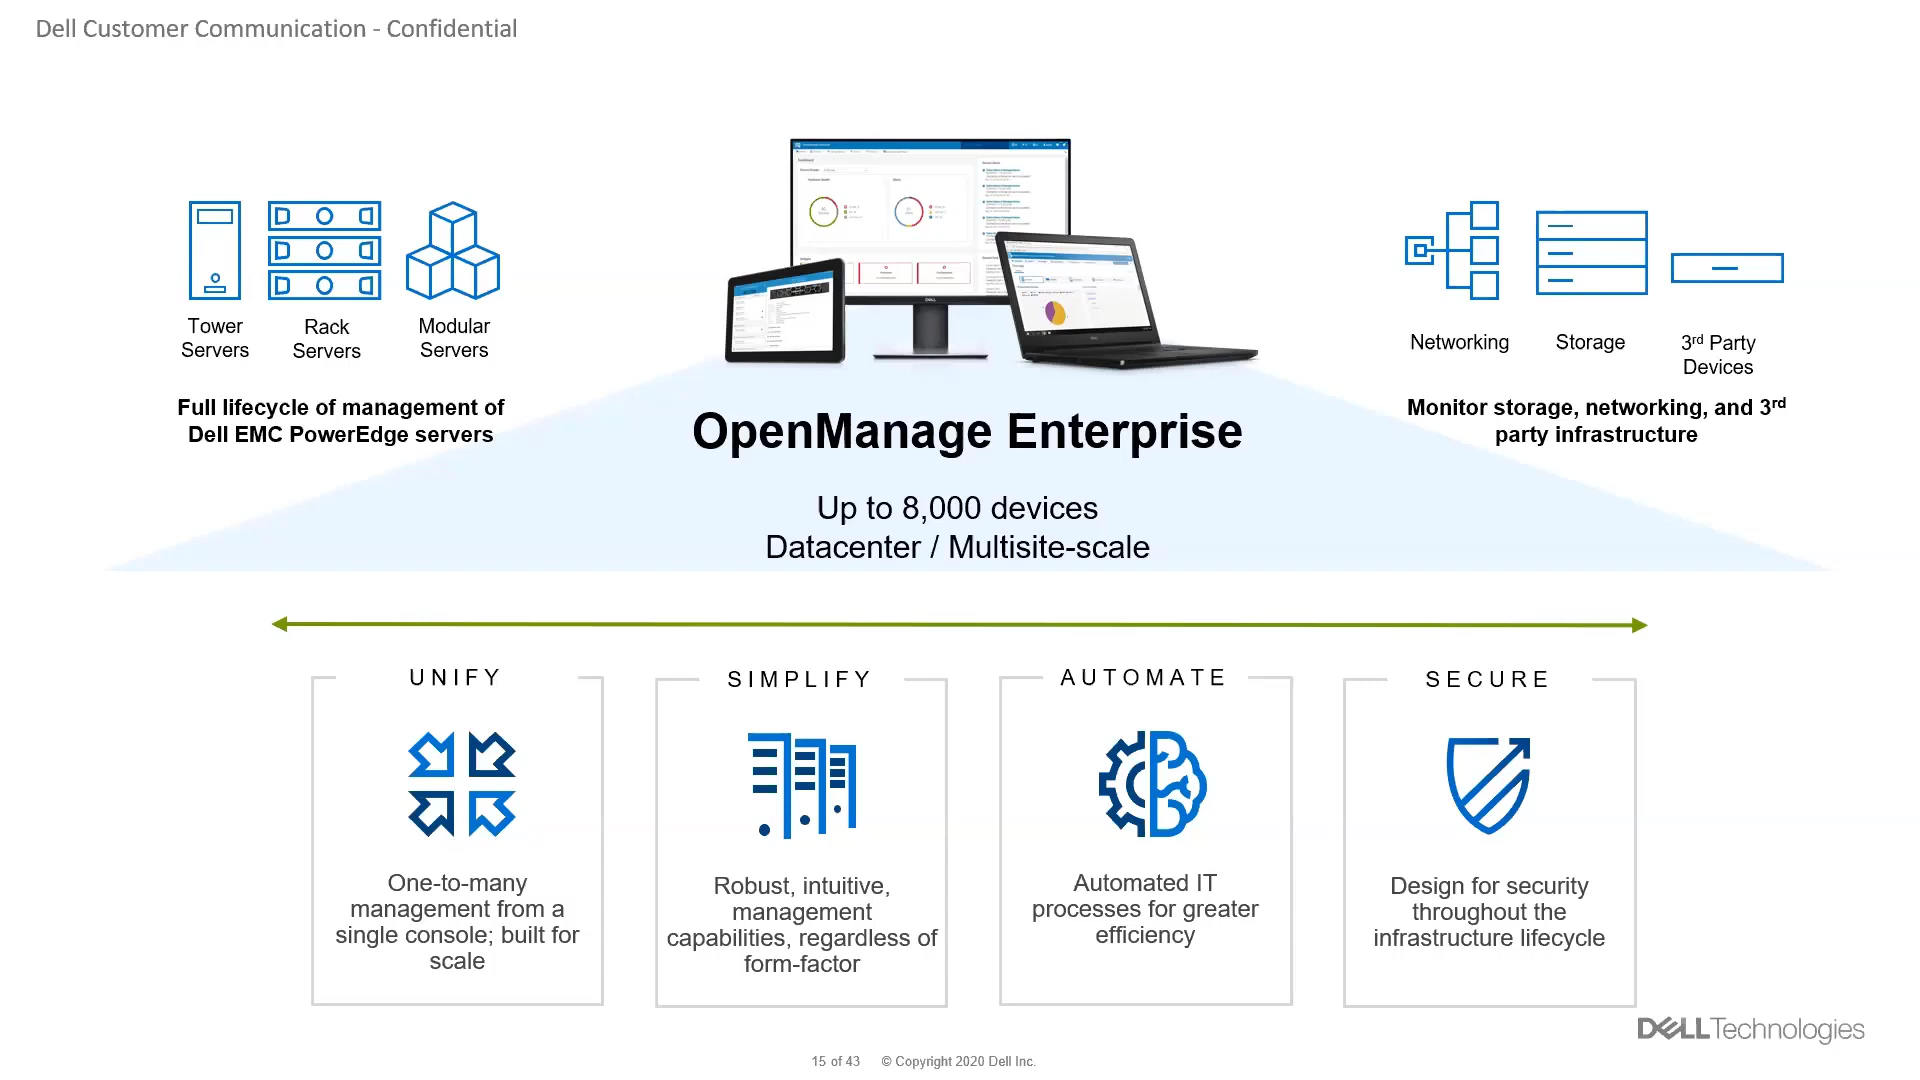 Dell Customer Communication - Confidential
Tower
Servers
Rack
Servers
Modular
Servers
Full lifecycle of management of
Dell EMC PowerEdge servers
DELL
OpenManage Enterprise
Up to 8,000 devices
Datacenter / Multisite-scale
Networking
Storage
3rd Party
Devices
Monitor storage, networking, and 3rd
party infrastructure
UNIFY
One-to-many
management from a
single console; built for
scale
SIMPLIFY
Robust, intuitive,
management
capabilities, regardless of
form-factor
AUTOMATE
Automated IT
processes for greater
efficiency
SECURE
Design for security
throughout the
infrastructure lifecycle
DELLTechnologies
15 of 43 © Copyright 2020 Dell Inc.